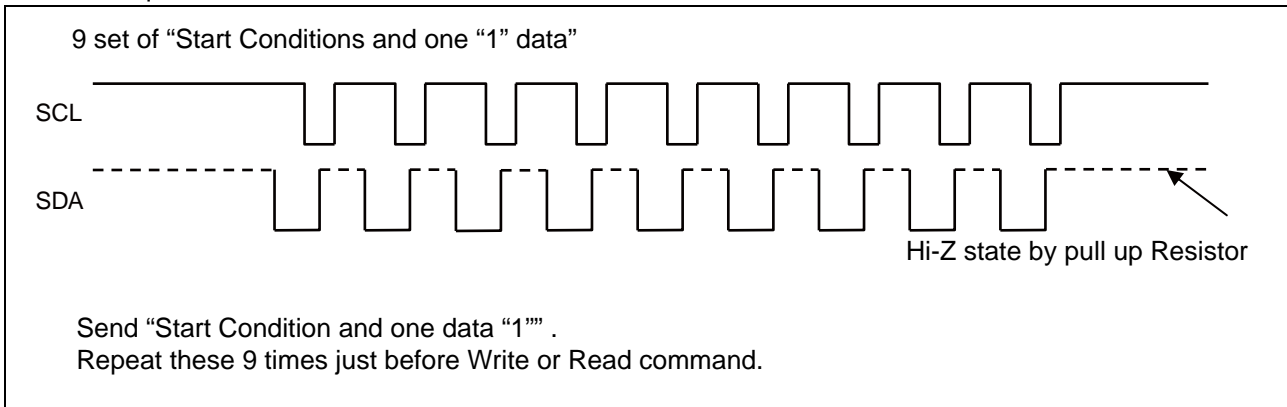 9 set of “Start Conditions and one “1” data”
SCL
SDA
Hi-Z state by pull up Resistor
Send “Start Condition and one data “1”” .
Repeat these 9 times just before Write or Read command.